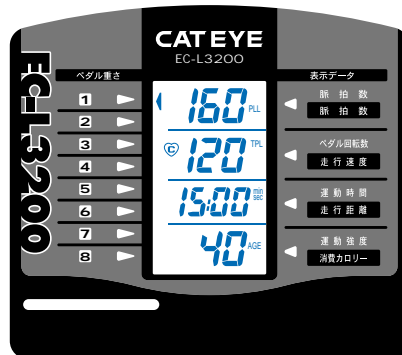 CATEYE
EC-L3200
EC-L3200
ペダル重さ
1
2
3
4
5
6
7
8
160 PLL
C 120 TPL
15:00 min sec
40 AGE
表示データ
脈拍数
脈拍数
ペダル回転数
走行速度
運動時間
走行距離
運動強度
消費カロリー